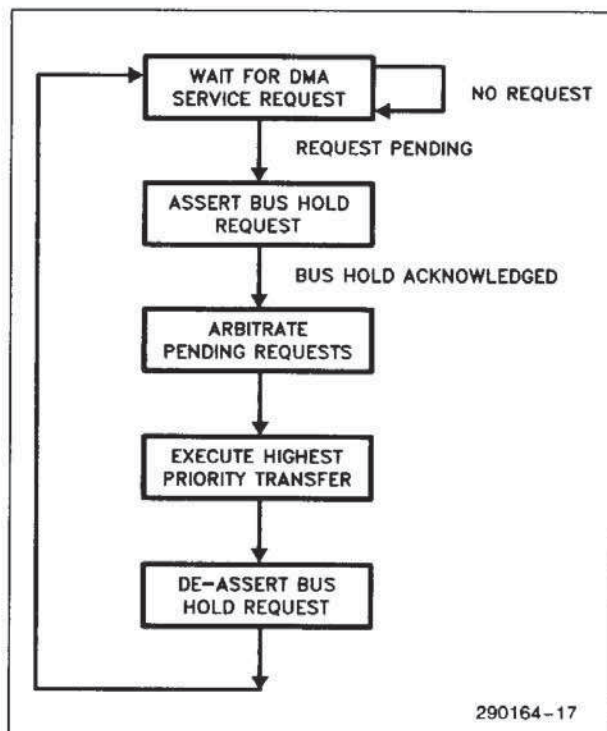 WAIT FOR DMA
SERVICE REQUEST
NO REQUEST
REQUEST PENDING
ASSERT BUS HOLD
REQUEST
BUS HOLD ACKNOWLEDGED
ARBITRATE
PENDING REQUESTS
EXECUTE HIGHEST
PRIORITY TRANSFER
DE-ASSERT BUS
HOLD REQUEST
290164-17